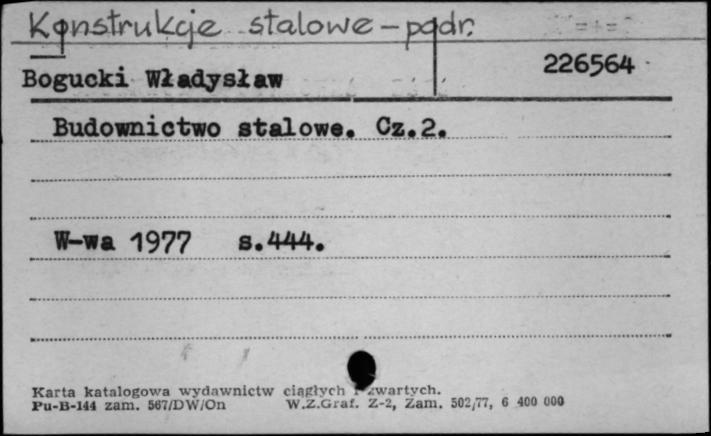 Konstrukcje stalowe - podr.
Bogucki Władysław 226564
Budownictwo stalowe. Cz.2.
W-wa 1977 s.444.
Karta katalogowa wydawnictw ciągłych i zwartych.
Pu-B-144 zam. 567/DW/On W.Z.Graf. Z-2, Zam. 502/77, 6 400 000